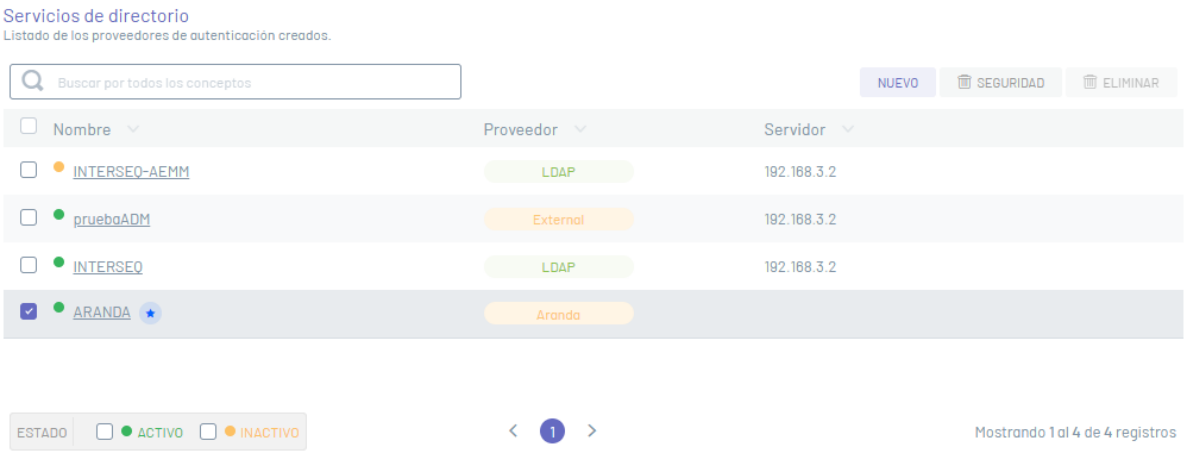 Servicios de directorio
Listado de los proveedores de autenticación creados.
Buscar por todos los conceptos
NUEVO SEGURIDAD ELIMINAR
Nombre Proveedor Servidor
INTERSEQ-AEMM LDAP 192.168.3.2
pruebaADM External 192.168.3.2
INTERSEQ LDAP 192.168.3.2
ARANDA Aranda
ESTADO ACTIVO INACTIVO 1 Mostrando 1 al 4 de 4 registros